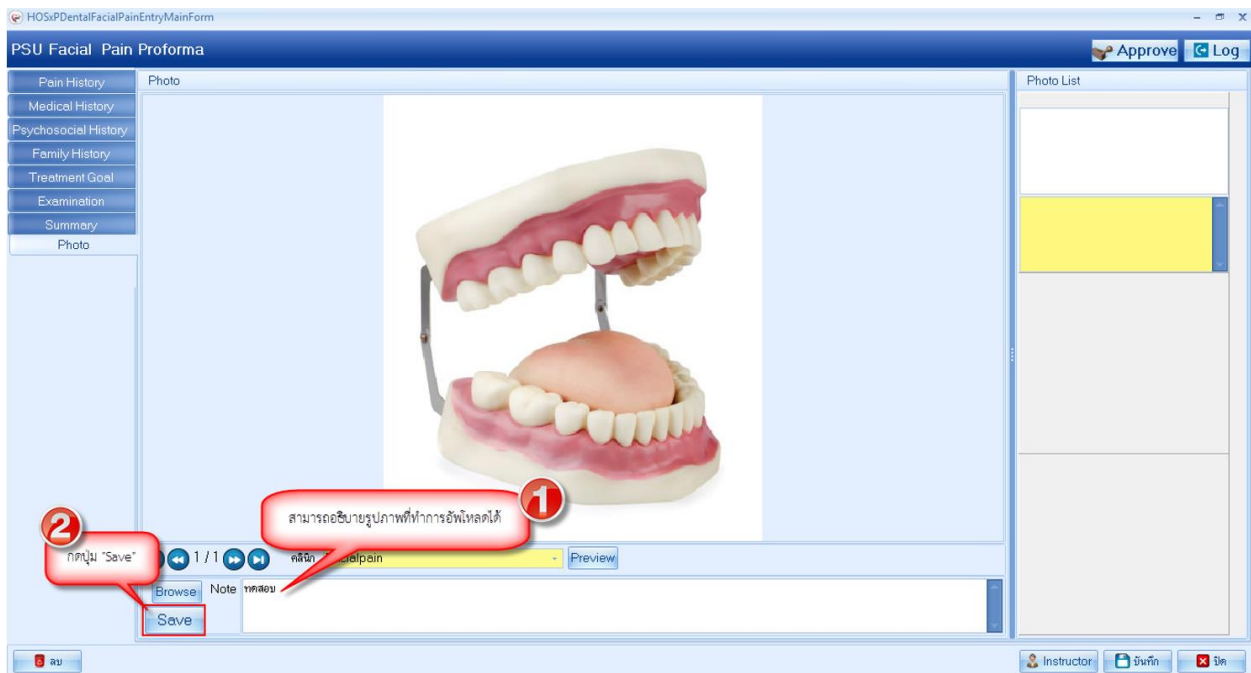 HOSxPDentalFacialPainEntryMainForm
PSU Facial Pain Proforma
Approve
Log
Pain History
Medical History
Psychosocial History
Family History
Treatment Goal
Examination
Summary
Photo
Photo
Photo List
1
สามารถอธิบายรูปภาพที่ทำการอัพโหลดได้
2
กดปุ่ม "Save"
1 / 1
คลินิก
Preview
Browse
Note
ทดสอบ
Save
ลบ
Instructor
บันทึก
ปิด